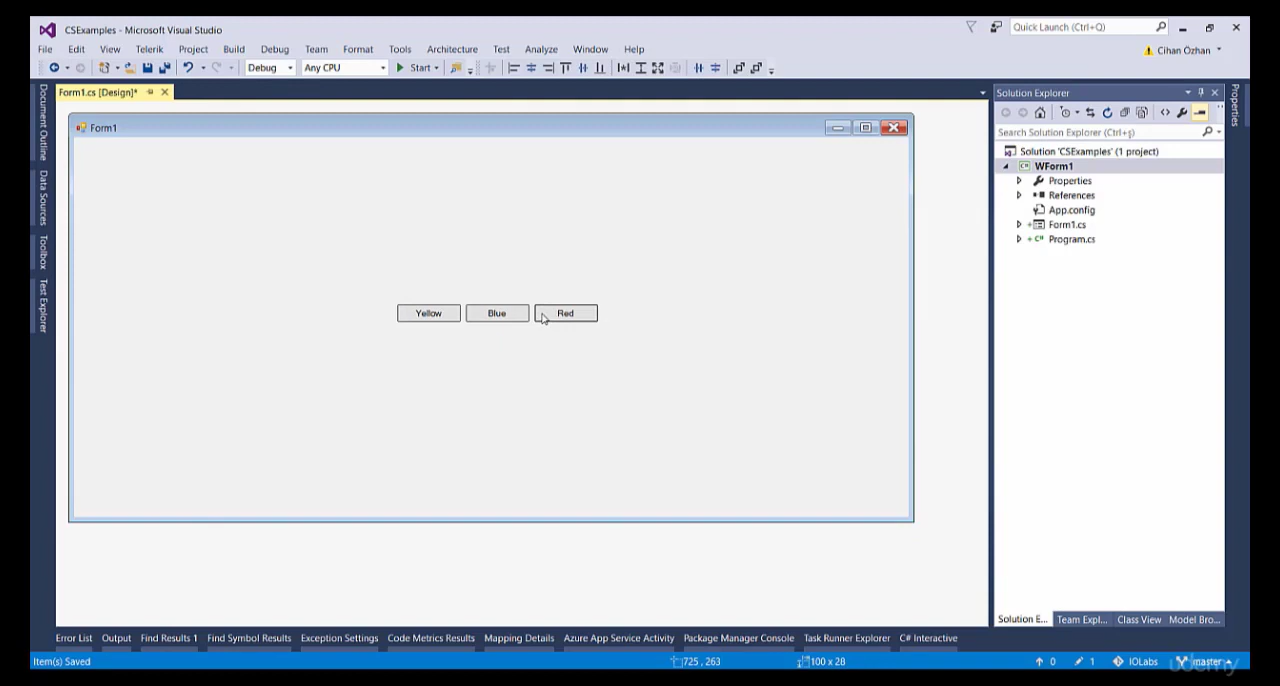 CSExamples - Microsoft Visual Studio
Quick Launch (Ctrl+Q)
File Edit View Telerik Project Build Debug Team Format Tools Architecture Test Analyze Window Help
Cihan Özhan
Debug Any CPU Start
Form1.cs [Design]*
Solution Explorer
Search Solution Explorer (Ctrl+ş)
Solution 'CSExamples' (1 project)
WForm1
Properties
References
App.config
Form1.cs
Program.cs
Document Outline
Data Sources
Toolbox
Test Explorer
Properties
Form1
Yellow Blue Red
Solution E... Team Expl... Class View Model Bro...
Error List Output Find Results 1 Find Symbol Results Exception Settings Code Metrics Results Mapping Details Azure App Service Activity Package Manager Console Task Runner Explorer C# Interactive
Item(s) Saved 725 , 263 100 x 28 0 1 IOLabs master
udemy